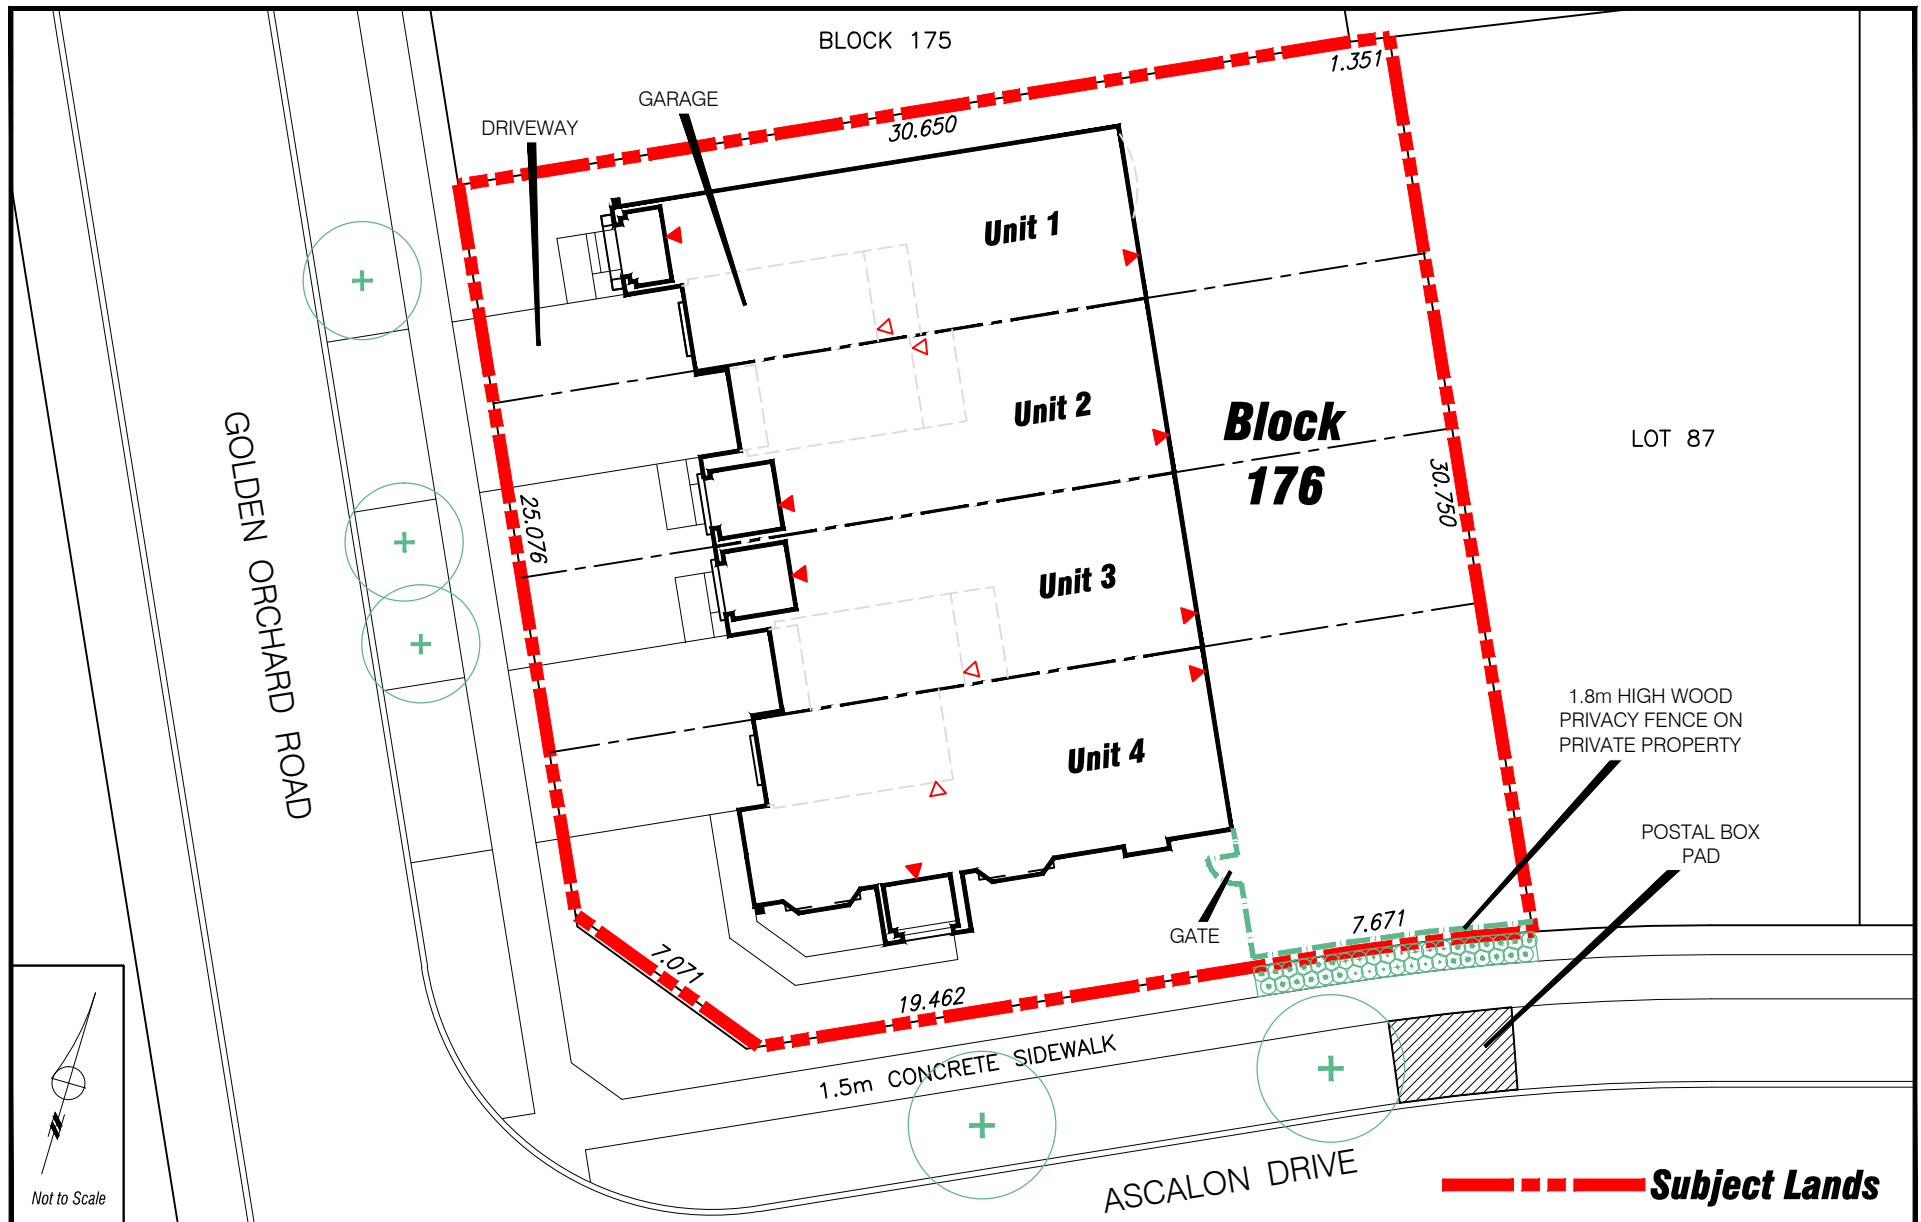 BLOCK 175
1.351
GARAGE
DRIVEWAY
30.650
Unit 1
Unit 2
Block
176
LOT 87
GOLDEN ORCHARD ROAD
25.076
30.750
Unit 3
Unit 4
1.8m HIGH WOOD
PRIVACY FENCE ON
PRIVATE PROPERTY
POSTAL BOX
PAD
GATE
7.671
7.071
19.462
1.5m CONCRETE SIDEWALK
ASCALON DRIVE
Not to Scale
Subject Lands